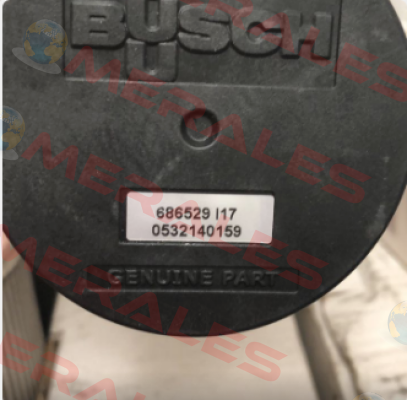 BUSCH
686529 I17
0532140159
GENUINE PART
MERALES
MERALES
MERALES